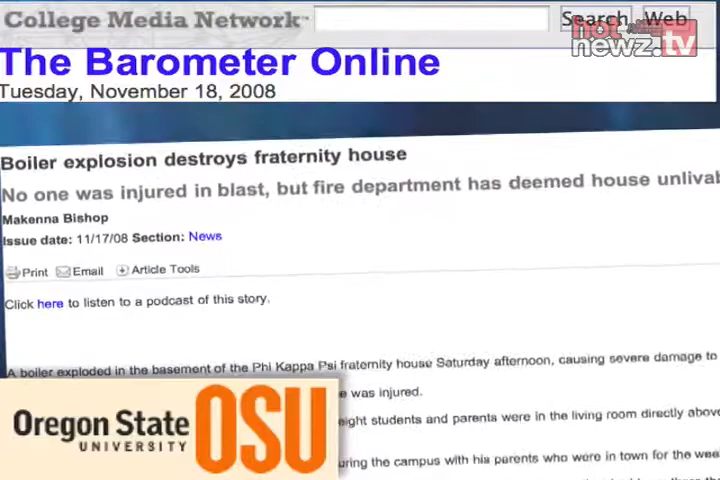 College Media Network
Search Web
hot
newz.tv
The Barometer Online
Tuesday, November 18, 2008
Boiler explosion destroys fraternity house
No one was injured in blast, but fire department has deemed house unlivab
Makenna Bishop
Issue date: 11/17/08 Section: News
Print Email Article Tools
Click here to listen to a podcast of this story.
A boiler exploded in the basement of the Phi Kappa Psi fraternity house Saturday afternoon, causing severe damage to
e was injured.
eight students and parents were in the living room directly above
uring the campus with his parents who were in town for the wee
Oregon State
UNIVERSITY
OSU